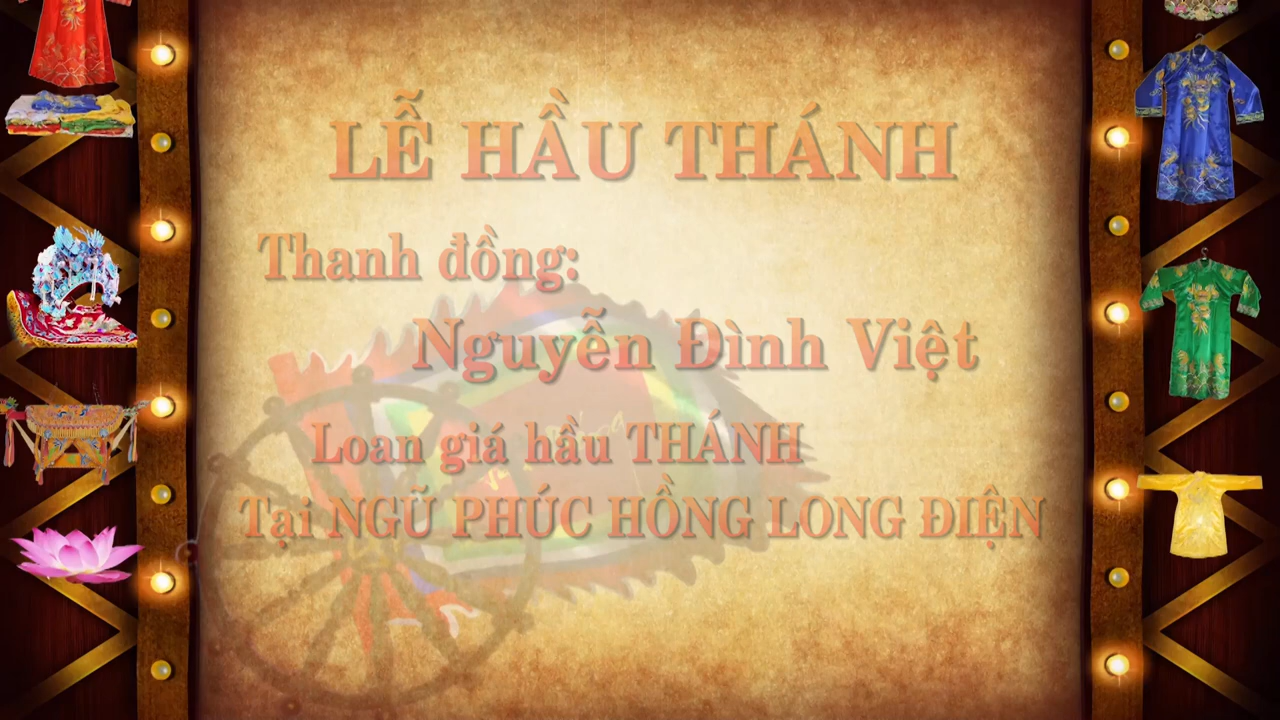 LỄ HẦU THÁNH
Thanh đồng:
Nguyễn Đình Việt
Loan giá hầu THÁNH
Tại NGŨ PHÚC HỒNG LONG ĐIỆN